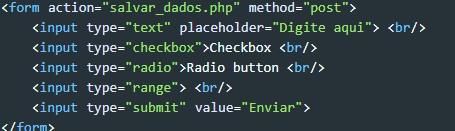 <form action="salvar_dados.php" method="post">
<input type="text" placeholder="Digite aqui"> <br/>
<input type="checkbox">Checkbox <br/>
<input type="radio">Radio button <br/>
<input type="range"> <br/>
<input type="submit" value="Enviar">
</form>